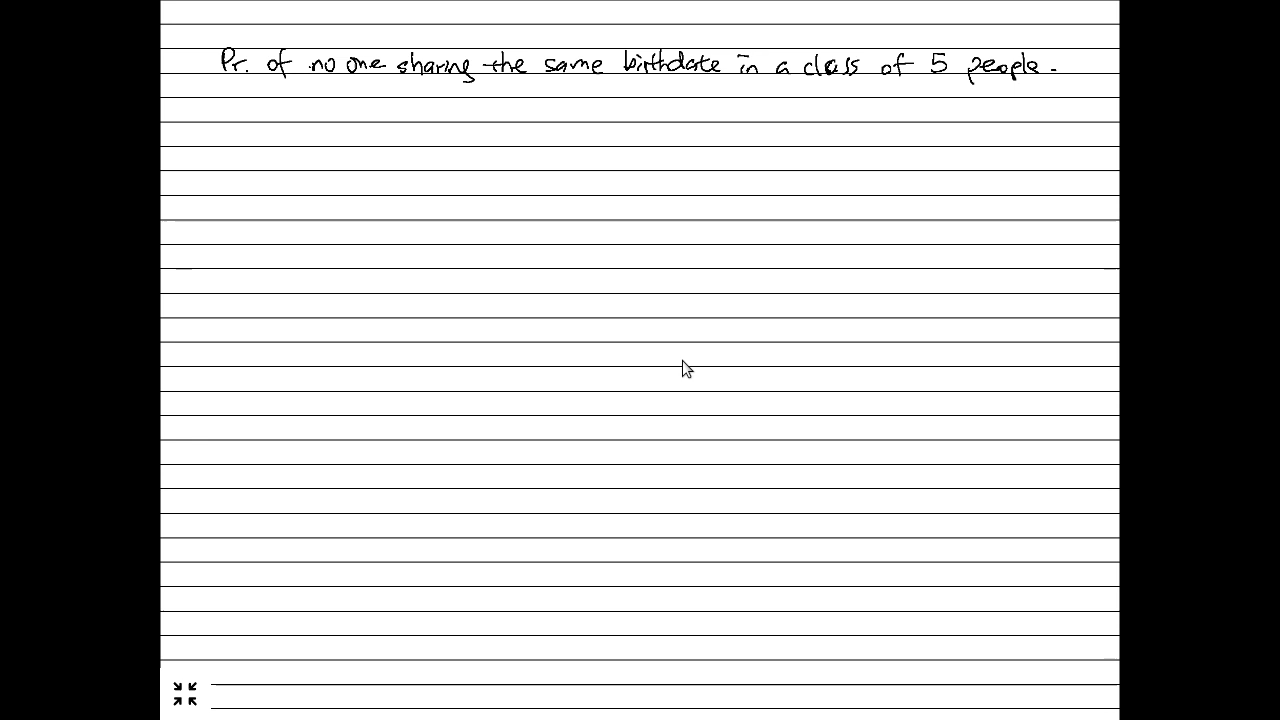 Pr. of no one sharing the same birthdate in a class of 5 people.